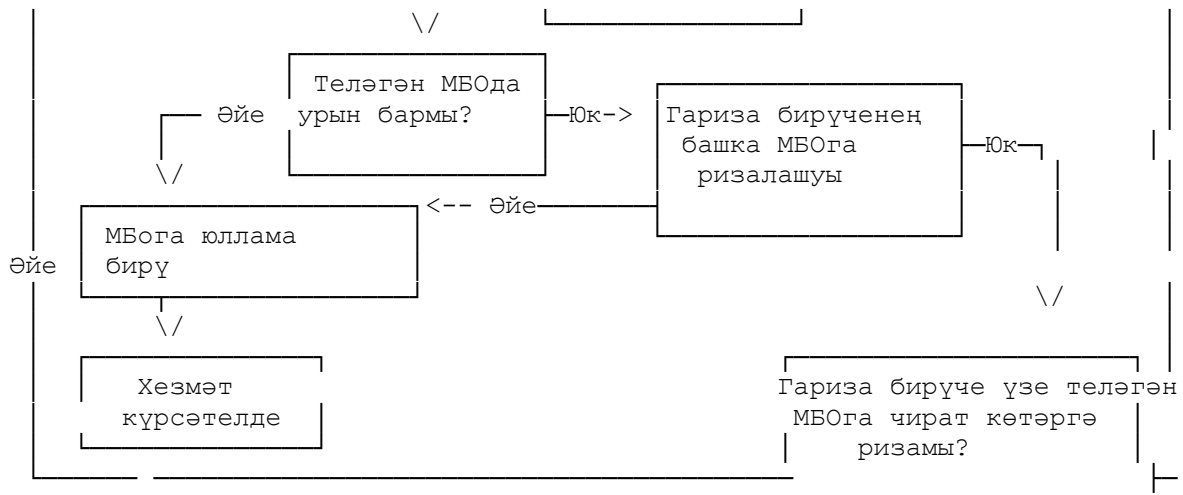 Теләгән МБОда
Әйе урын бармы? Юк->
Гариза бирүченең
башка МБОга
Юк
ризалашуы
<-- Әйе
МБога юллама
Әйе
бирү
Хезмәт
күрсәтелде
Гариза бирүче үзе теләгән
МБОга чират көтәргә
ризамы?